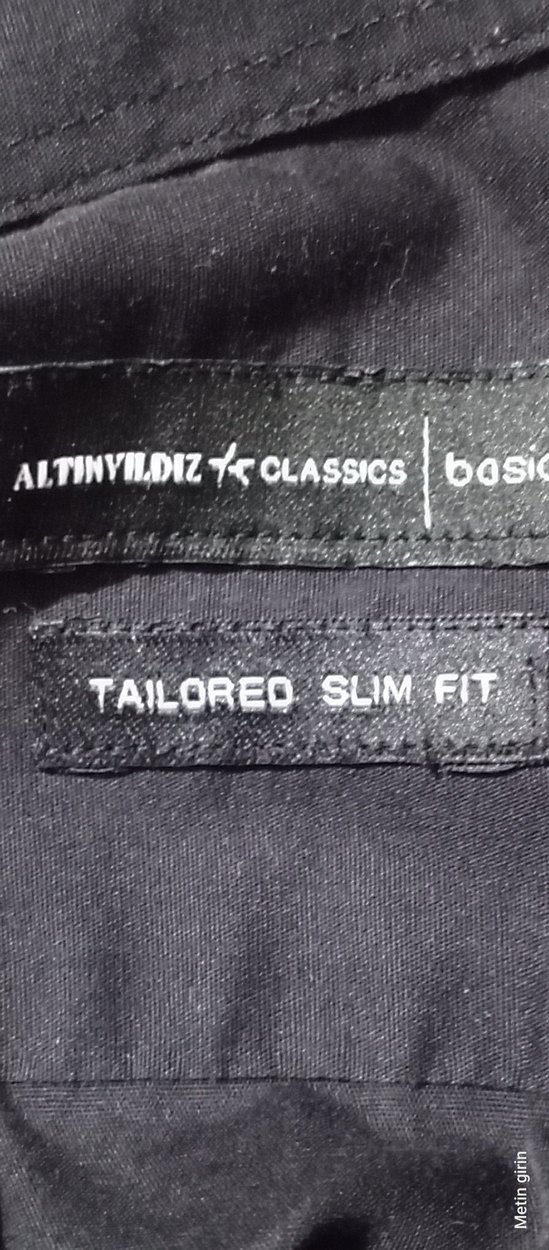 ALTINYILDIZ CLASSICS | basic
TAILORED SLIM FIT
Metin girin